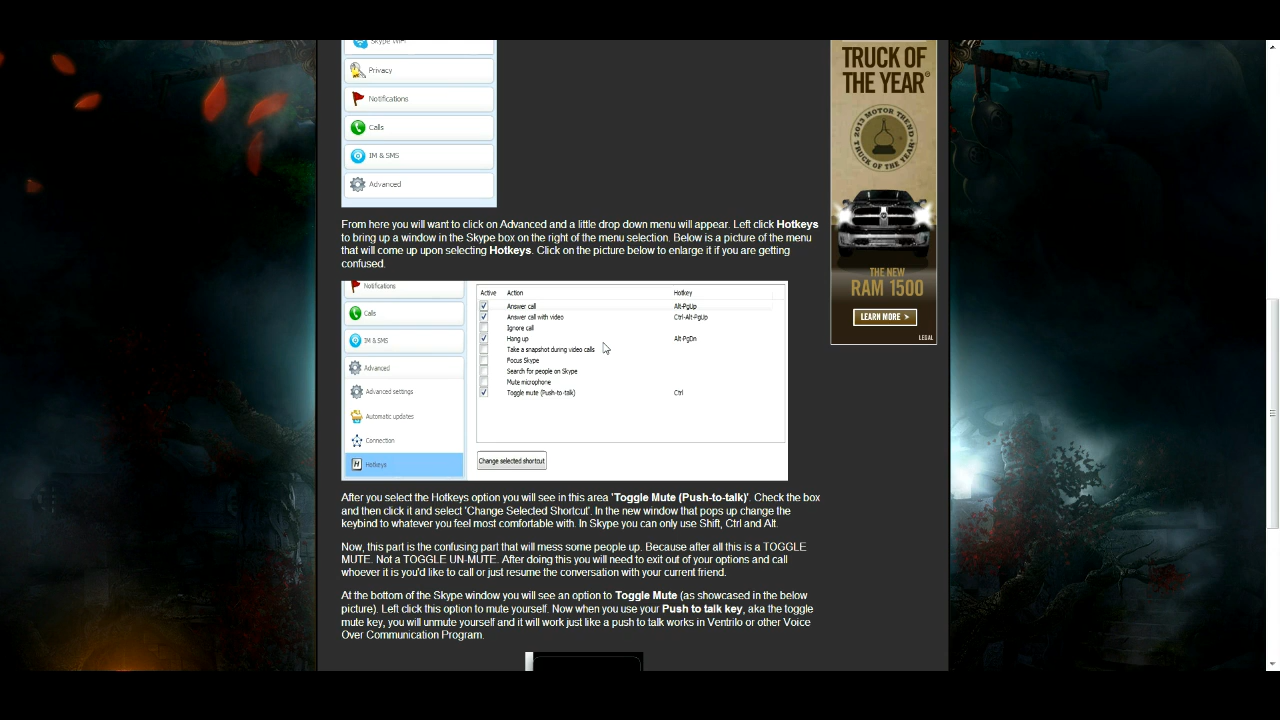 Skype WiFi
Privacy
Notifications
Calls
IM & SMS
Advanced
From here you will want to click on Advanced and a little drop down menu will appear. Left click Hotkeys
to bring up a window in the Skype box on the right of the menu selection. Below is a picture of the menu
that will come up upon selecting Hotkeys. Click on the picture below to enlarge it if you are getting
confused.
Notifications
Calls
IM & SMS
Advanced
Advanced settings
Automatic updates
Connection
H Hotkeys
Active Action Hotkey
Answer call Alt-PgUp
Answer call with video Ctrl-Alt-PgUp
Ignore call
Hang up Alt-PgDn
Take a snapshot during video calls
Focus Skype
Search for people on Skype
Mute microphone
Toggle mute (Push-to-talk) Ctrl
Change selected shortcut
After you select the Hotkeys option you will see in this area 'Toggle Mute (Push-to-talk)'. Check the box
and then click it and select 'Change Selected Shortcut'. In the new window that pops up change the
keybind to whatever you feel most comfortable with. In Skype you can only use Shift, Ctrl and Alt.
Now, this part is the confusing part that will mess some people up. Because after all this is a TOGGLE
MUTE. Not a TOGGLE UN-MUTE. After doing this you will need to exit out of your options and call
whoever it is you'd like to call or just resume the conversation with your current friend.
At the bottom of the Skype window you will see an option to Toggle Mute (as showcased in the below
picture). Left click this option to mute yourself. Now when you use your Push to talk key, aka the toggle
mute key, you will unmute yourself and it will work just like a push to talk works in Ventrilo or other Voice
Over Communication Program.
TRUCK OF
THE YEAR®
2013 MOTOR TREND
TRUCK OF THE YEAR
THE NEW
RAM 1500
LEARN MORE >
LEGAL